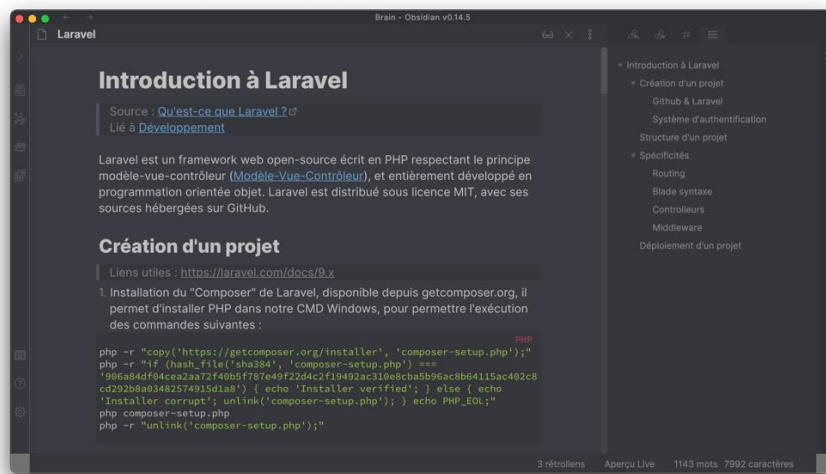 Brain - Obsidian v0.14.5
Laravel
Introduction à Laravel
Source : Qu'est-ce que Laravel ?
Lié à Développement
Laravel est un framework web open-source écrit en PHP respectant le principe
modèle-vue-contrôleur (Modèle-Vue-Contrôleur), et entièrement développé en
programmation orientée objet. Laravel est distribué sous licence MIT, avec ses
sources hébergées sur GitHub.
Création d'un projet
Liens utiles : https://laravel.com/docs/9.x
1. Installation du "Composer" de Laravel, disponible depuis getcomposer.org, il
permet d'installer PHP dans notre CMD Windows, pour permettre l'exécution
des commandes suivantes :
PHP
php -r "copy('https://getcomposer.org/installer', 'composer-setup.php');"
php -r "if (hash_file('sha384', 'composer-setup.php') ===
'906a84df04cea2aa72f40b5f787e49f22d4c2f19492ac310e8cba5b96ac8b64115ac402c8
cd292b8a03482574915d1a8') { echo 'Installer verified'; } else { echo
'Installer corrupt'; unlink('composer-setup.php'); } echo PHP_EOL;"
php composer-setup.php
php -r "unlink('composer-setup.php');"
Introduction à Laravel
Création d'un projet
Github & Laravel
Système d'authentification
Structure d'un projet
Spécificités
Routing
Blade syntaxe
Controlleurs
Middleware
Déploiement d'un projet
3 rétroliens Aperçu Live 1143 mots 7992 caractères